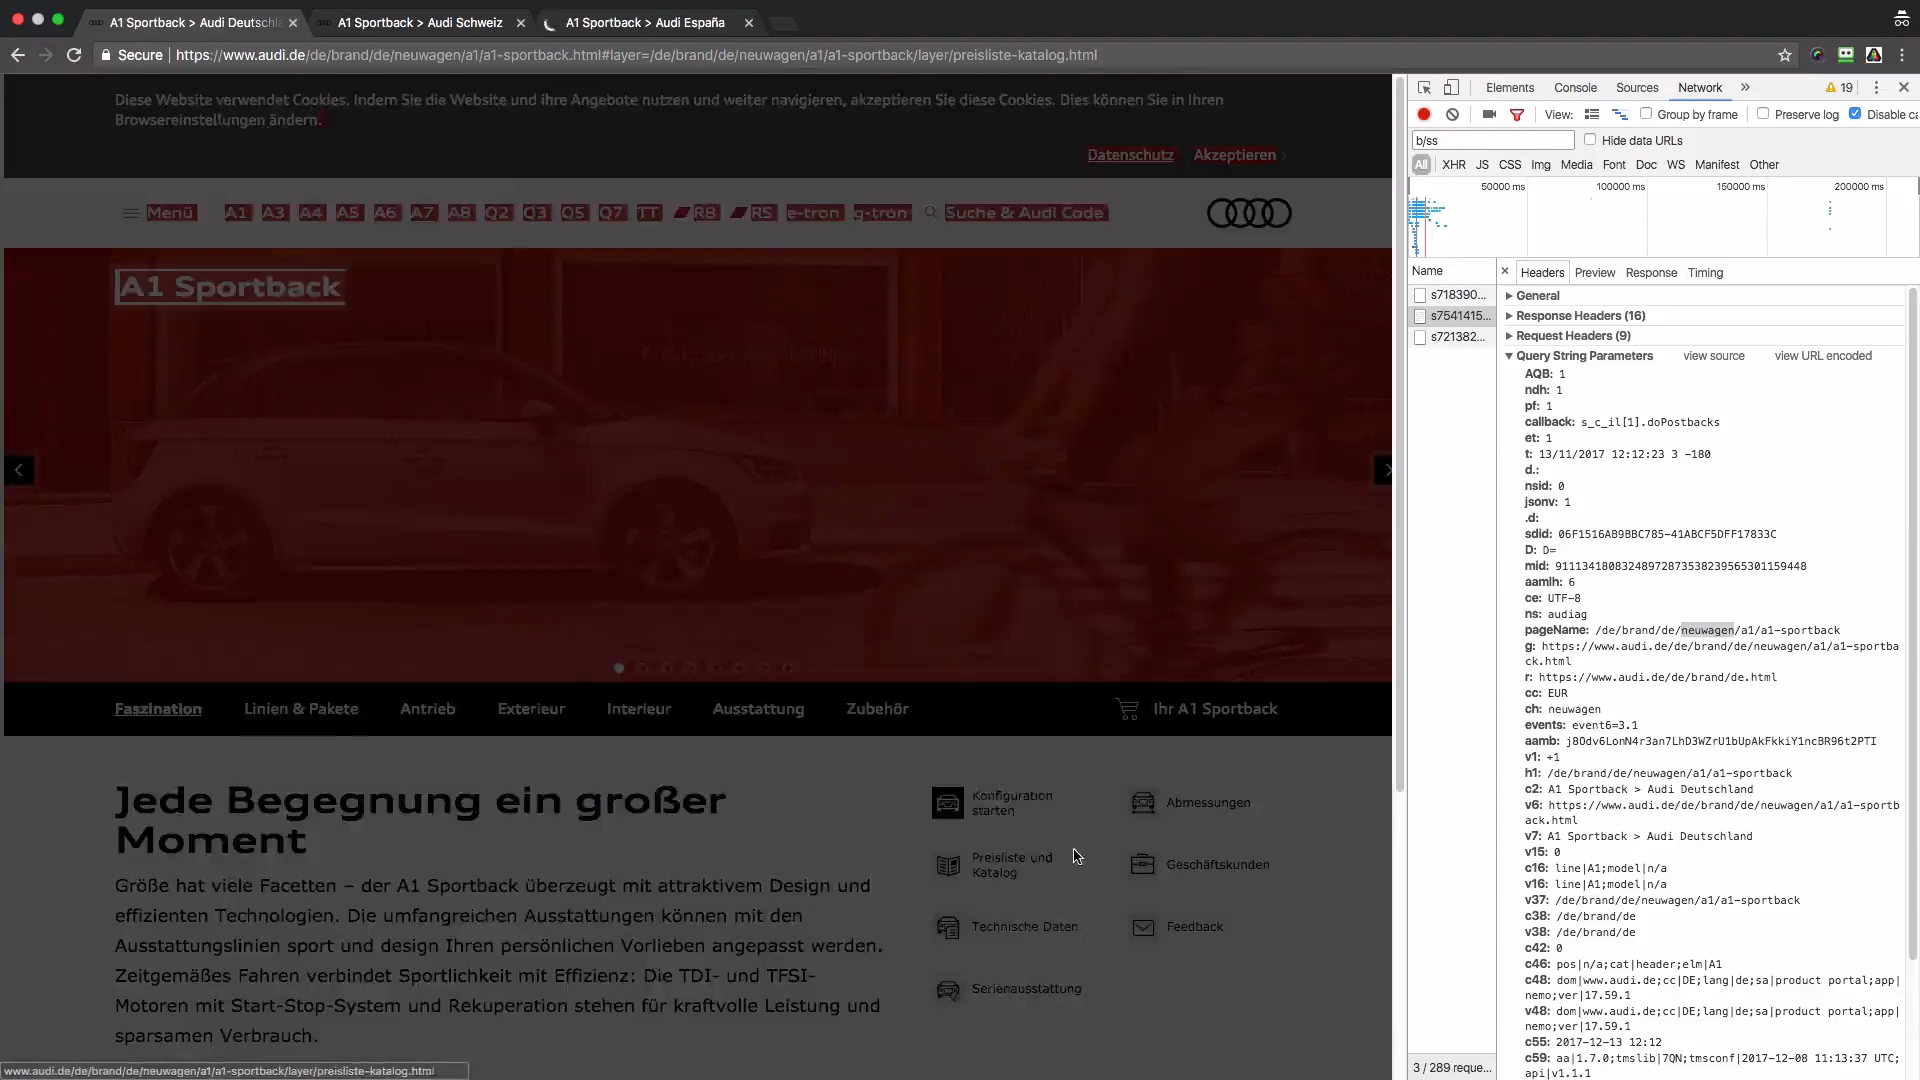 A1 Sportback > Audi Deutschl
A1 Sportback > Audi Schweiz
A1 Sportback > Audi España
Secure
https://www.audi.de/de/brand/de/neuwagen/a1/a1-sportback.html#layer=/de/brand/de/neuwagen/a1/a1-sportback/layer/preisliste-katalog.html
Diese Website verwendet Cookies. Indem Sie die Website und ihre Angebote nutzen und weiter navigieren, akzeptieren Sie diese Cookies. Dies können Sie in Ihren
Browsereinstellungen ändern.
Datenschutz Akzeptieren
Menü A1 A3 A4 A5 A6 A7 A8 Q2 Q3 Q5 Q7 TT R8 RS e-tron g-tron Suche & Audi Code
A1 Sportback
Faszination Linien & Pakete Antrieb Exterieur Interieur Ausstattung Zubehör Ihr A1 Sportback
Jede Begegnung ein großer
Moment
Größe hat viele Facetten – der A1 Sportback überzeugt mit attraktivem Design und
effizienten Technologien. Die umfangreichen Ausstattungen können mit den
Ausstattungslinien sport und design Ihren persönlichen Vorlieben angepasst werden.
Zeitgemäßes Fahren verbindet Sportlichkeit mit Effizienz: Die TDI- und TFSI-
Motoren mit Start-Stop-System und Rekuperation stehen für kraftvolle Leistung und
sparsamen Verbrauch.
Konfiguration
starten
Abmessungen
Preisliste und
Katalog
Geschäftskunden
Technische Daten
Feedback
Serienausstattung
www.audi.de/de/brand/de/neuwagen/a1/a1-sportback/layer/preisliste-katalog.html
Elements Console Sources Network 19
View: Group by frame Preserve log Disable ca
b/ss Hide data URLs
All XHR JS CSS Img Media Font Doc WS Manifest Other
50000 ms 100000 ms 150000 ms 200000 ms
Name
s718390...
s7541415...
s721382...
3 / 289 reque...
Headers Preview Response Timing
General
Response Headers (16)
Request Headers (9)
Query String Parameters view source view URL encoded
AQB: 1
ndh: 1
pf: 1
callback: s_c_il[1].doPostbacks
et: 1
t: 13/11/2017 12:12:23 3 -180
d.:
nsid: 0
jsonv: 1
.d:
sdid: 06F1516AB9BBC785-41ABCF5DFF17833C
D: D=
mid: 91113418083248972873538239565301159448
aamlh: 6
ce: UTF-8
ns: audiag
pageName: /de/brand/de/neuwagen/a1/a1-sportback
g: https://www.audi.de/de/brand/de/neuwagen/a1/a1-sportba
ck.html
r: https://www.audi.de/de/brand/de.html
cc: EUR
ch: neuwagen
events: event6=3.1
aamb: j8Odv6LonN4r3an7LhD3WZrU1bUpAkFkkiY1ncBR96t2PTI
v1: +1
h1: /de/brand/de/neuwagen/a1/a1-sportback
c2: A1 Sportback > Audi Deutschland
v6: https://www.audi.de/de/brand/de/neuwagen/a1/a1-sportb
ack.html
v7: A1 Sportback > Audi Deutschland
v15: 0
c16: line|A1;model|n/a
v16: line|A1;model|n/a
v37: /de/brand/de/neuwagen/a1/a1-sportback
c38: /de/brand/de
v38: /de/brand/de
c42: 0
c46: pos|n/a;cat|header;elm|A1
c48: dom|www.audi.de;cc|DE;lang|de;sa|product portal;app|
nemo;ver|17.59.1
v48: dom|www.audi.de;cc|DE;lang|de;sa|product portal;app|
nemo;ver|17.59.1
c55: 2017-12-13 12:12
c59: aa|1.7.0;tmslib|7QN;tmsconf|2017-12-08 11:13:37 UTC;
api|v1.1.1